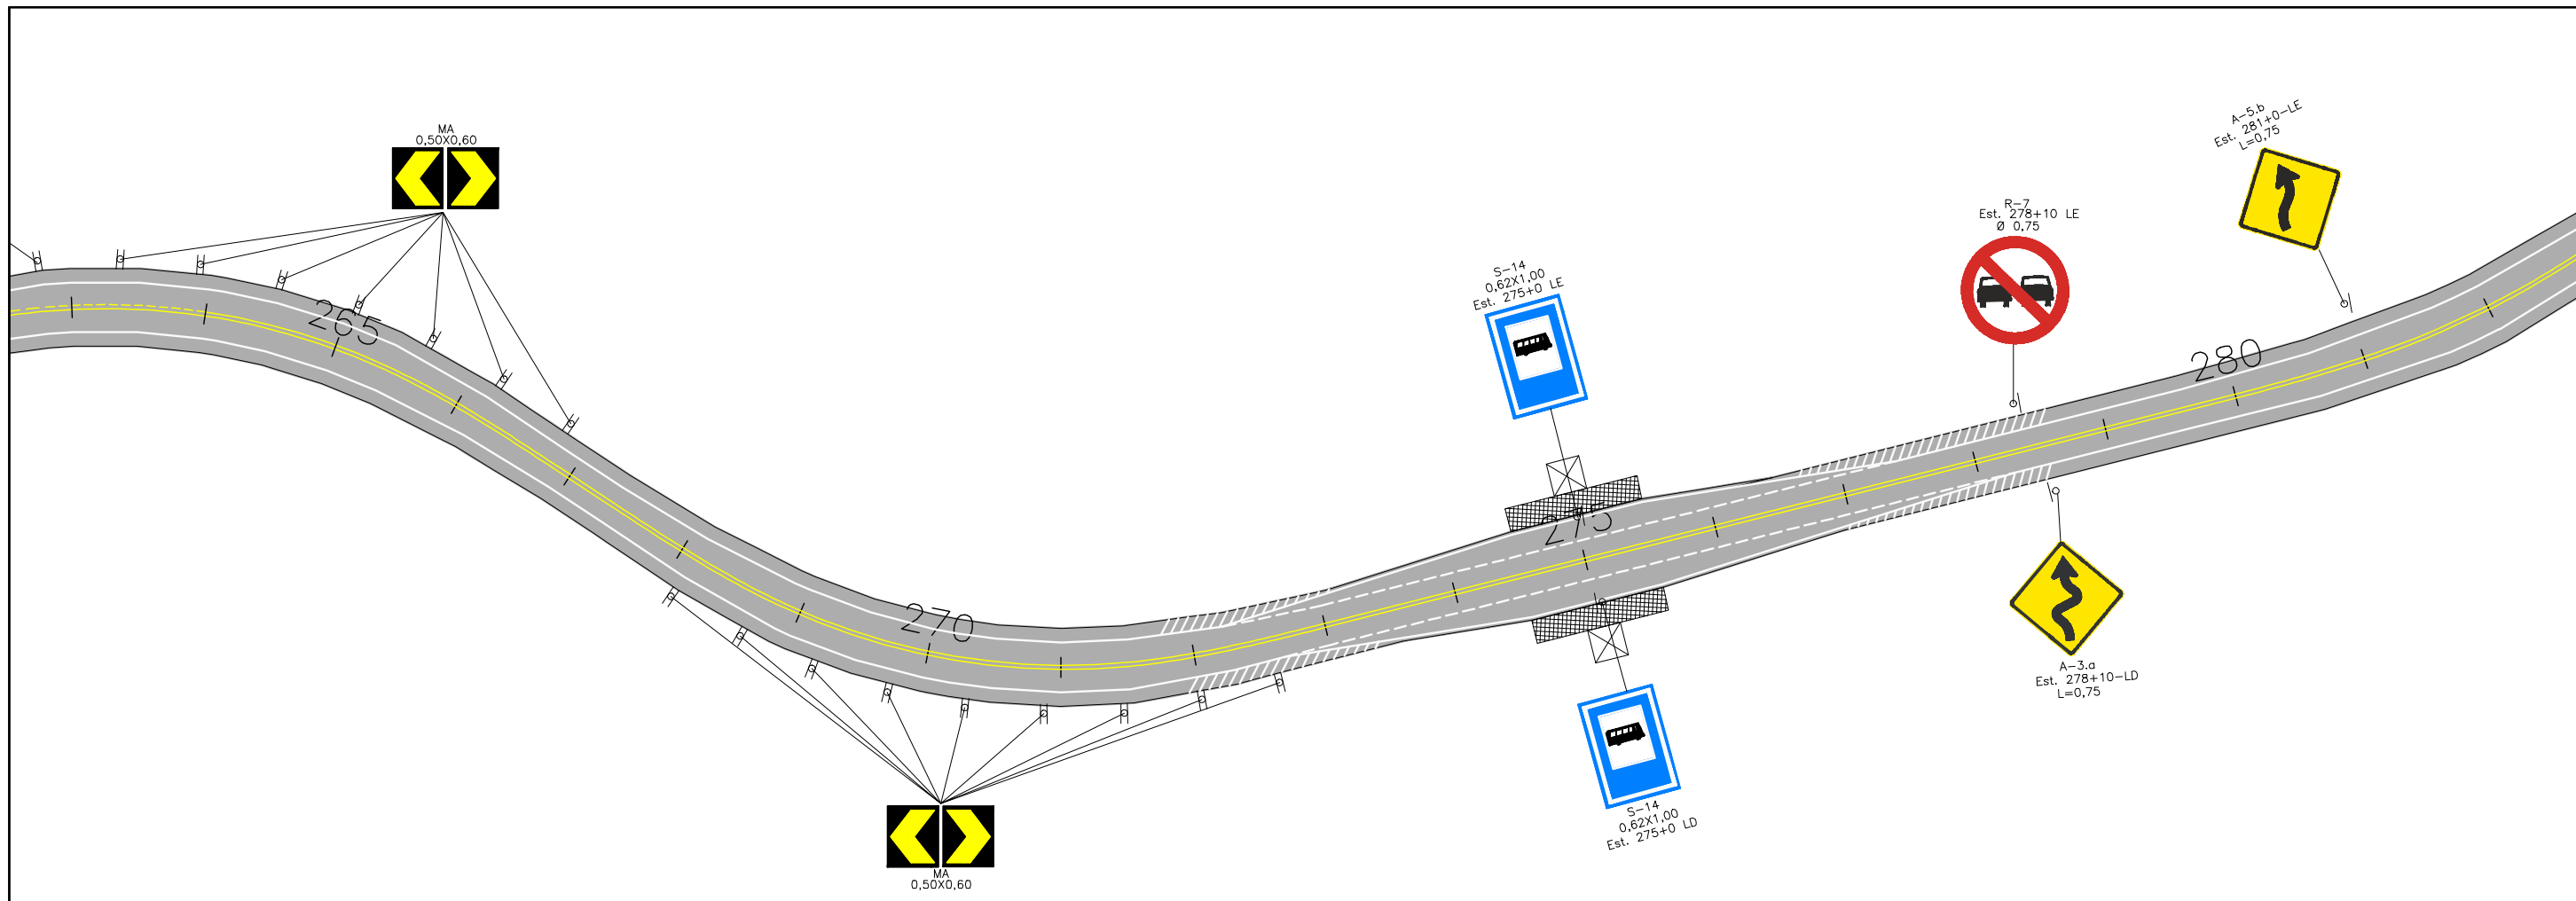 MA
0,50X0,60
265
270
MA
0,50X0,60
S-14
0,62X1,00
Est. 275+0 LE
275
S-14
0,62X1,00
Est. 275+0 LD
R-7
Est. 278+10 LE
Ø 0,75
A-3.a
Est. 278+10-LD
L=0,75
A-5.b
Est. 281+0-LE
L=0,75
280